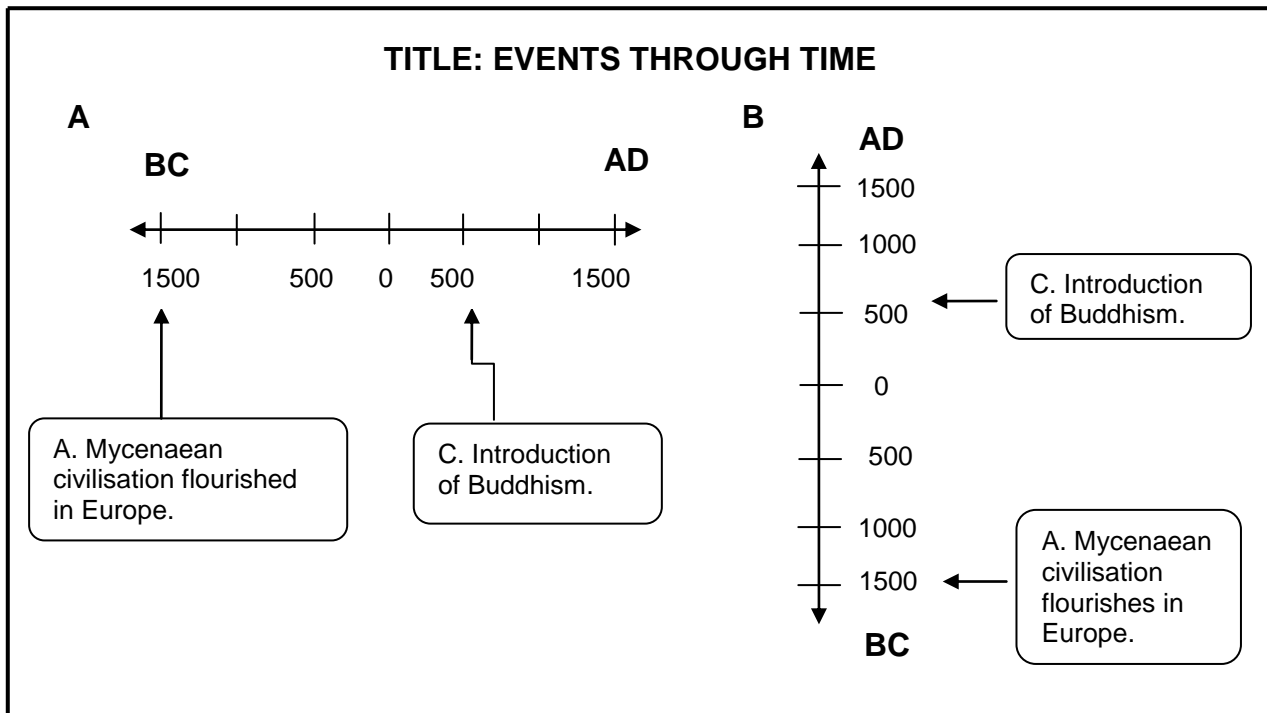 TITLE: EVENTS THROUGH TIME
A
BC
AD
1500 500 0 500 1500
A. Mycenaean
civilisation flourished
in Europe.
C. Introduction
of Buddhism.
B
AD
1500
1000
500
0
500
1000
1500
BC
C. Introduction
of Buddhism.
A. Mycenaean
civilisation
flourishes in
Europe.